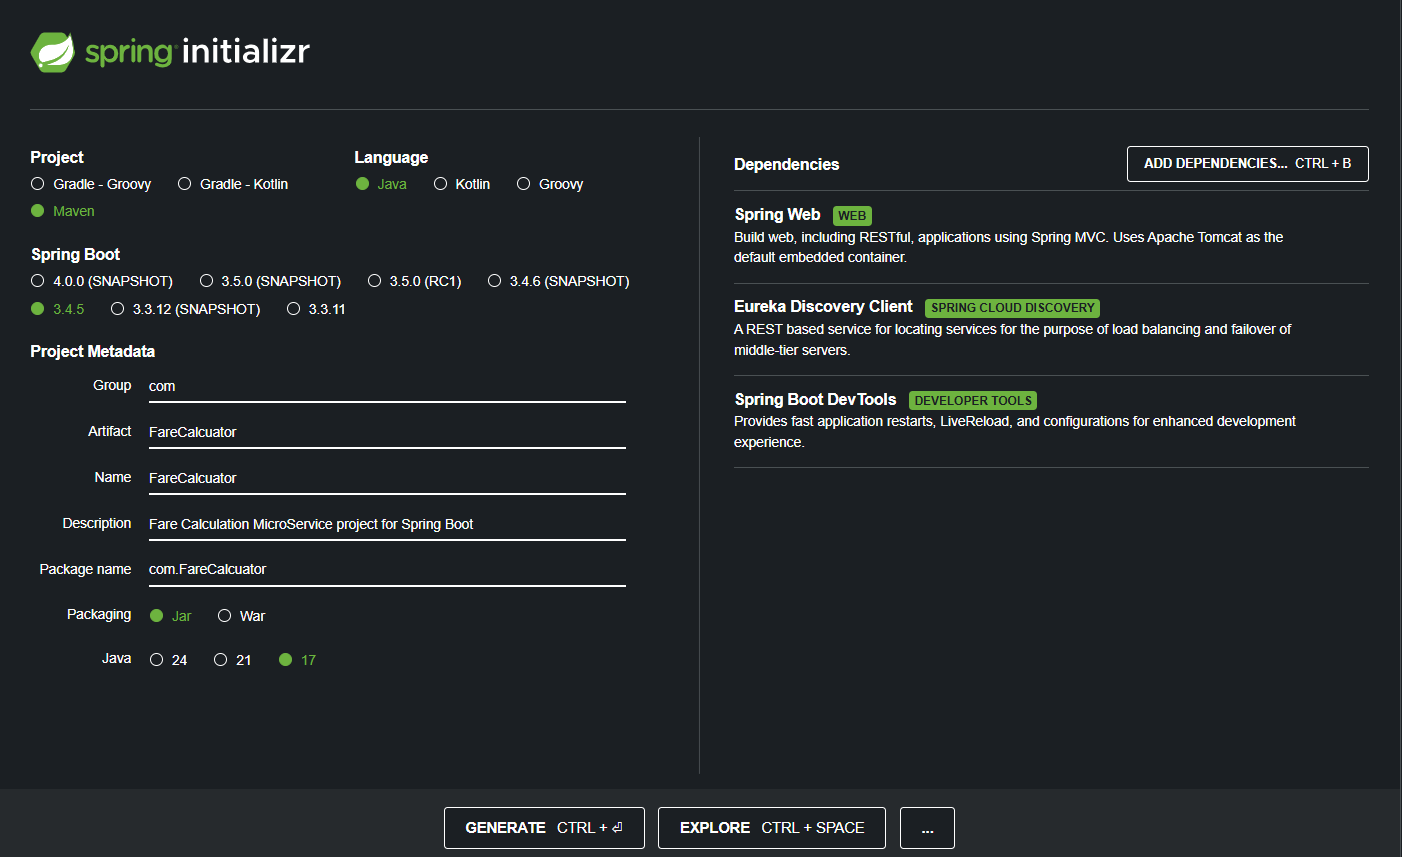 spring initializr
Project
Gradle - Groovy Gradle - Kotlin
Maven
Language
Java Kotlin Groovy
Spring Boot
4.0.0 (SNAPSHOT) 3.5.0 (SNAPSHOT) 3.5.0 (RC1) 3.4.6 (SNAPSHOT)
3.4.5 3.3.12 (SNAPSHOT) 3.3.11
Project Metadata
Group com
Artifact FareCalcuator
Name FareCalcuator
Description Fare Calculation MicroService project for Spring Boot
Package name com.FareCalcuator
Packaging Jar War
Java 24 21 17
Dependencies
ADD DEPENDENCIES... CTRL + B
Spring Web WEB
Build web, including RESTful, applications using Spring MVC. Uses Apache Tomcat as the
default embedded container.
Eureka Discovery Client SPRING CLOUD DISCOVERY
A REST based service for locating services for the purpose of load balancing and failover of
middle-tier servers.
Spring Boot DevTools DEVELOPER TOOLS
Provides fast application restarts, LiveReload, and configurations for enhanced development
experience.
GENERATE CTRL + ⏎ EXPLORE CTRL + SPACE ...